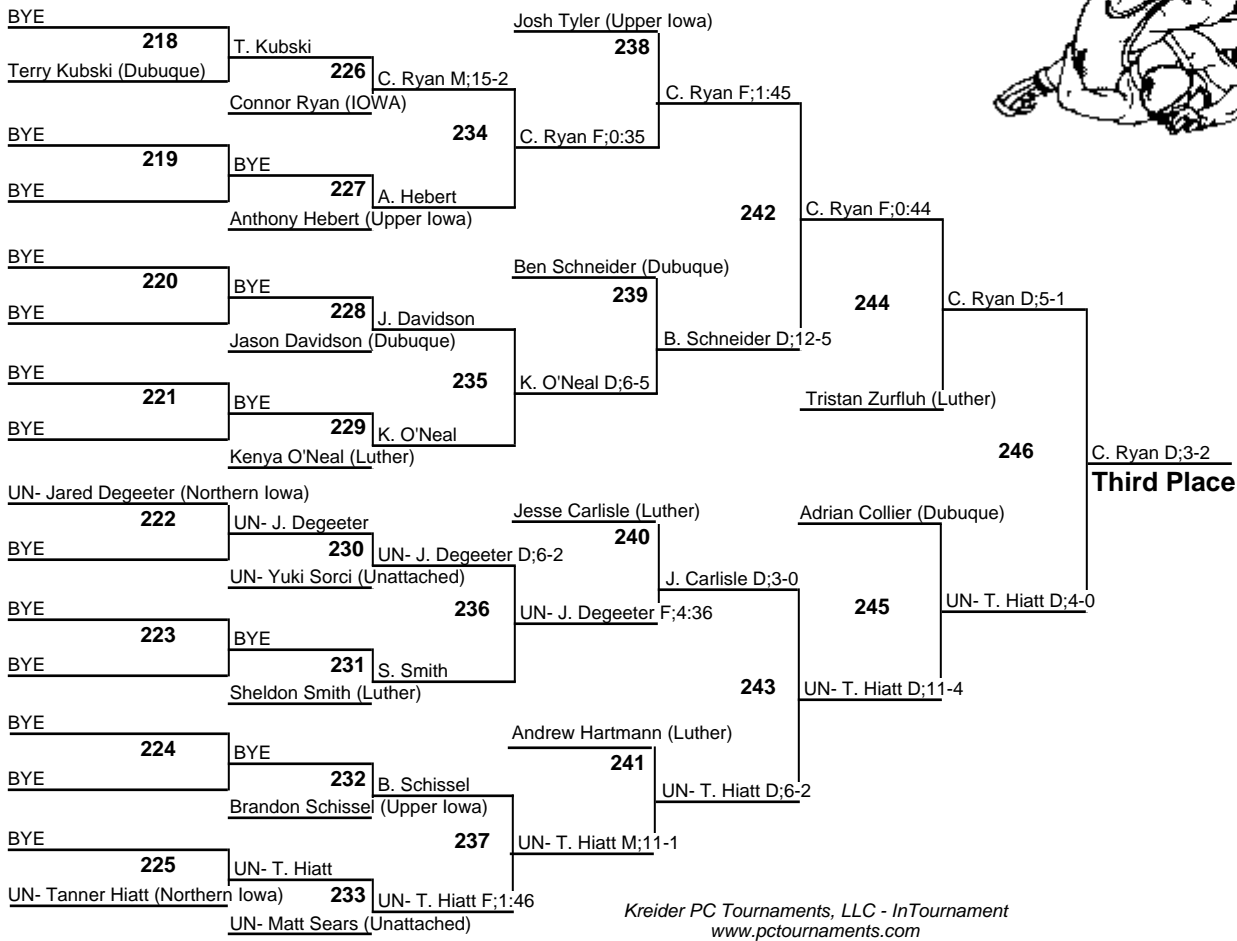 BYE
218
Terry Kubski (Dubuque)
T. Kubski
226
Connor Ryan (IOWA)
C. Ryan M;15-2
BYE
219
BYE
BYE
227
Anthony Hebert (Upper Iowa)
A. Hebert
234
C. Ryan F;0:35
Josh Tyler (Upper Iowa)
238
C. Ryan F;1:45
BYE
220
BYE
BYE
228
Jason Davidson (Dubuque)
J. Davidson
BYE
221
BYE
BYE
229
Kenya O'Neal (Luther)
K. O'Neal
235
K. O'Neal D;6-5
Ben Schneider (Dubuque)
239
B. Schneider D;12-5
242
C. Ryan F;0:44
244
Tristan Zurfluh (Luther)
C. Ryan D;5-1
UN- Jared Degeeter (Northern Iowa)
222
BYE
UN- J. Degeeter
230
UN- Yuki Sorci (Unattached)
UN- J. Degeeter D;6-2
BYE
223
BYE
BYE
231
Sheldon Smith (Luther)
S. Smith
236
UN- J. Degeeter F;4:36
Jesse Carlisle (Luther)
240
J. Carlisle D;3-0
BYE
224
BYE
BYE
232
Brandon Schissel (Upper Iowa)
B. Schissel
BYE
225
UN- Tanner Hiatt (Northern Iowa)
UN- T. Hiatt
233
UN- Matt Sears (Unattached)
UN- T. Hiatt F;1:46
237
UN- T. Hiatt M;11-1
Andrew Hartmann (Luther)
241
UN- T. Hiatt D;6-2
243
UN- T. Hiatt D;11-4
Adrian Collier (Dubuque)
245
UN- T. Hiatt D;4-0
246
C. Ryan D;3-2
Third Place
Kreider PC Tournaments, LLC - InTournament
www.pctournaments.com